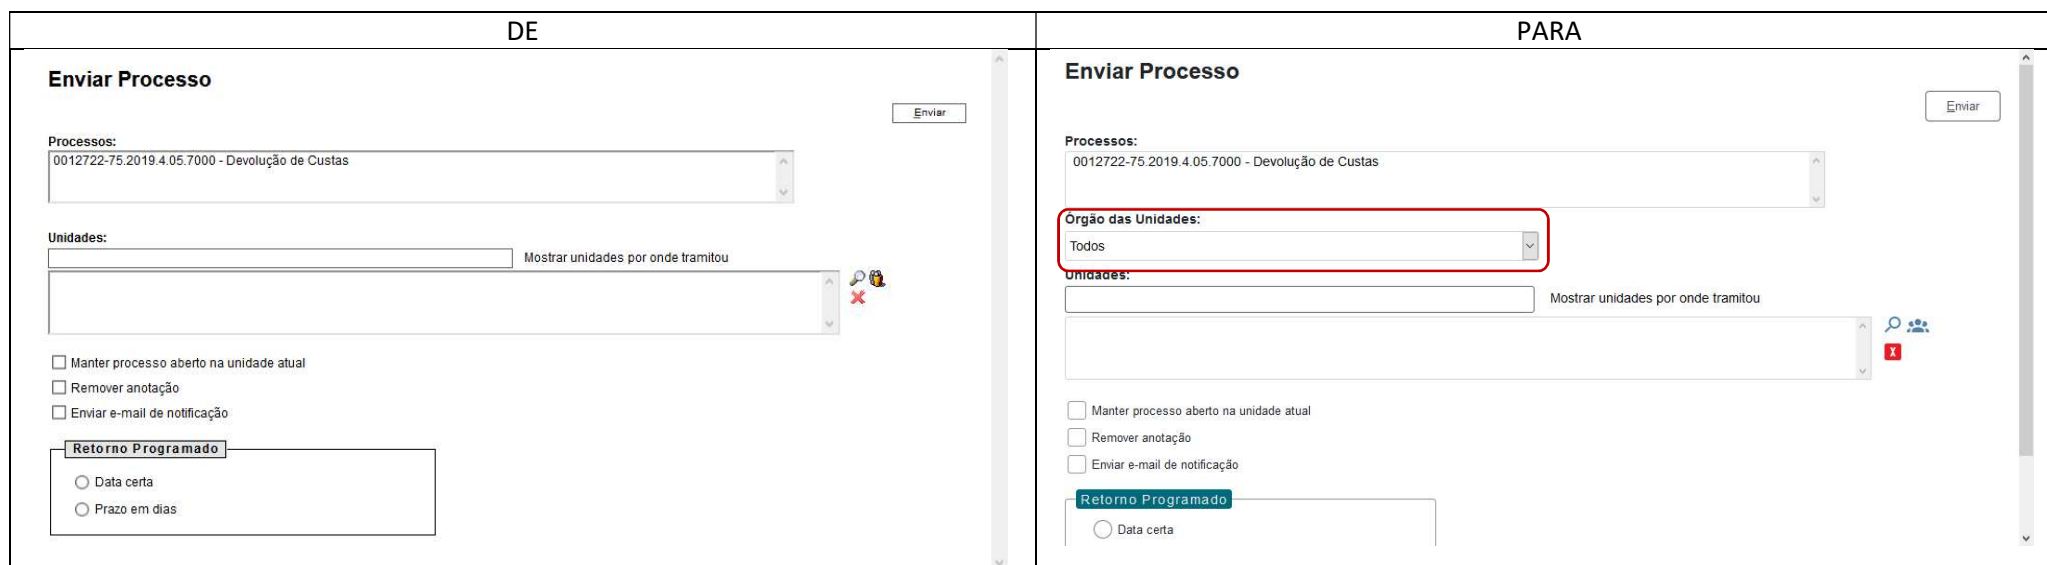 DE
Enviar Processo
Enviar
Processos:
0012722-75.2019.4.05.7000 - Devolução de Custas
Unidades:
Mostrar unidades por onde tramitou
Manter processo aberto na unidade atual
Remover anotação
Enviar e-mail de notificação
Retorno Programado
Data certa
Prazo em dias
PARA
Enviar Processo
Enviar
Processos:
0012722-75.2019.4.05.7000 - Devolução de Custas
Órgão das Unidades:
Todos
Unidades:
Mostrar unidades por onde tramitou
X
Manter processo aberto na unidade atual
Remover anotação
Enviar e-mail de notificação
Retorno Programado
Data certa